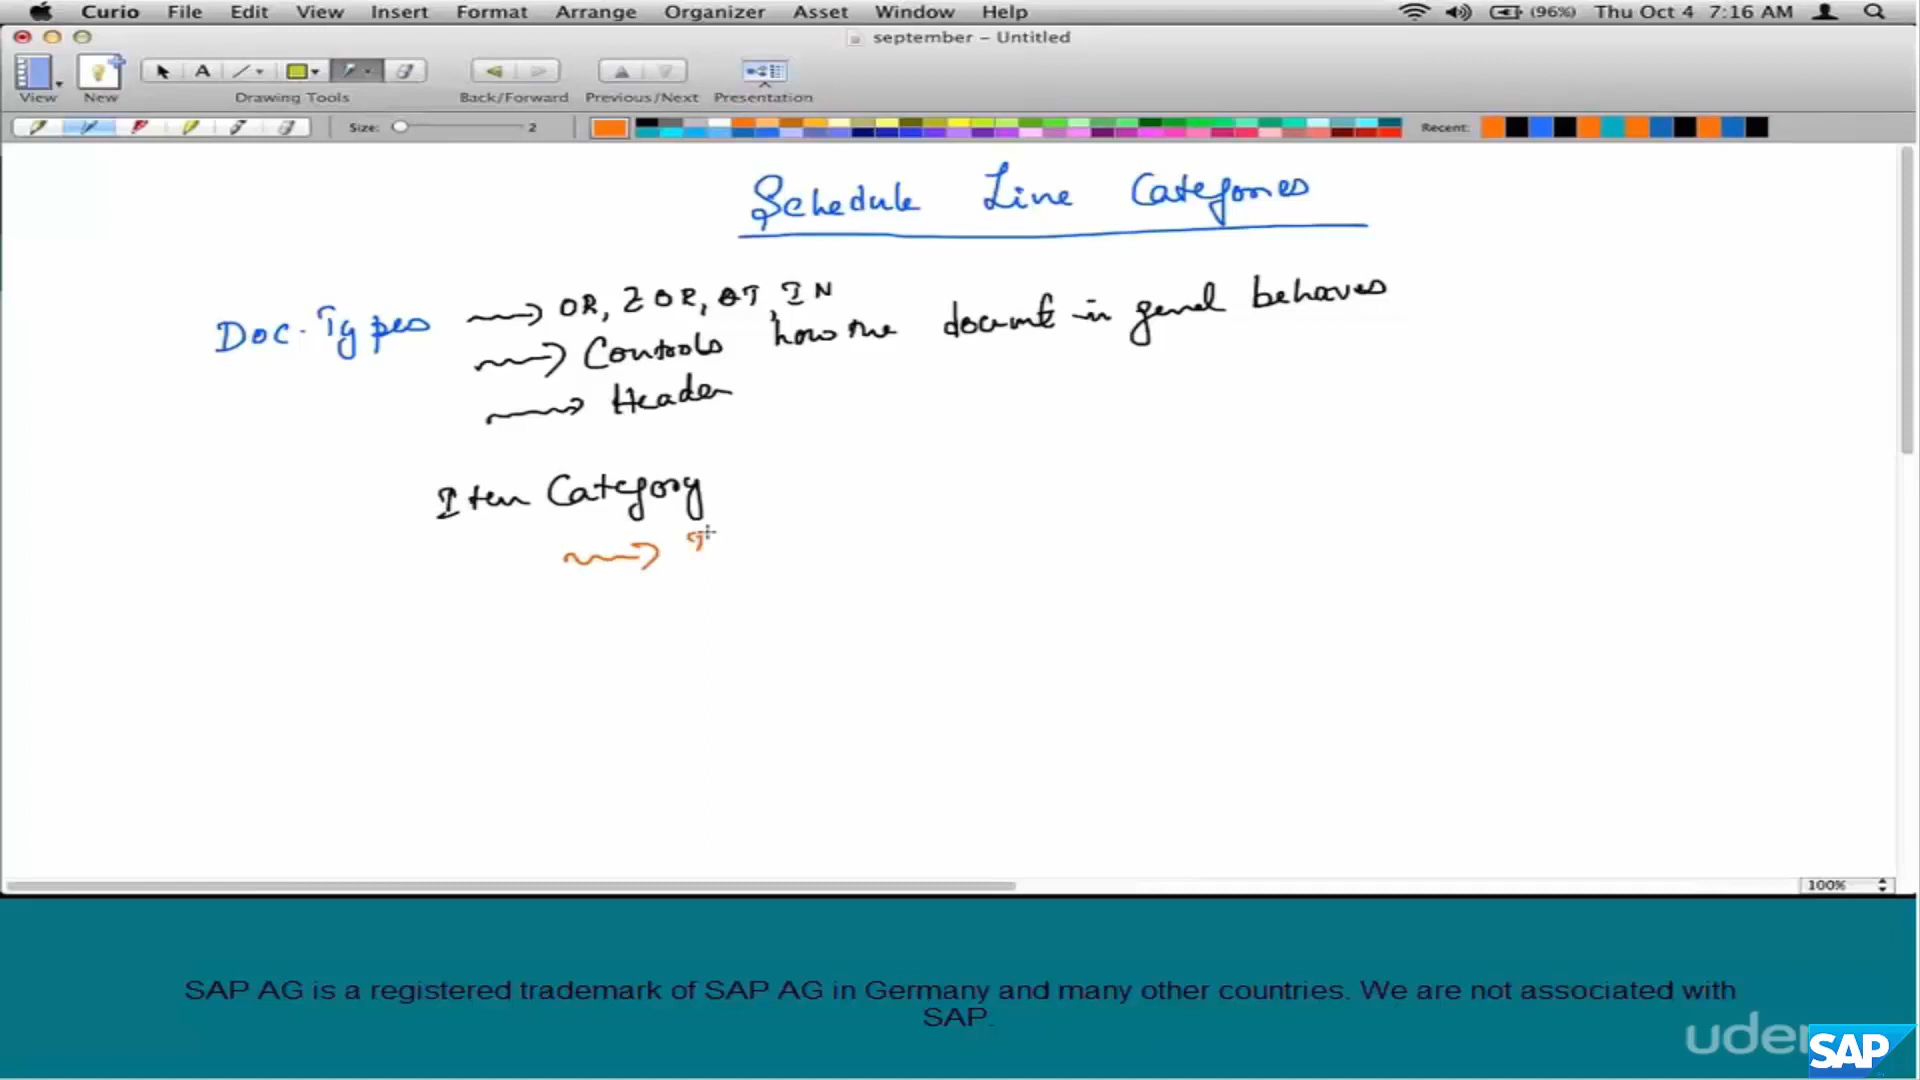 Curio File Edit View Insert Format Arrange Organizer Asset Window Help (96%) Thu Oct 4 7:16 AM
september – Untitled
View New Drawing Tools Back/Forward Previous/Next Presentation
Size: 2 Recent:
Schedule Line Categories
Doc. Types OR, ZOR, QT, IN
Controls how the document in general behaves
Header
Item Category
100%
SAP AG is a registered trademark of SAP AG in Germany and many other countries. We are not associated with
SAP.
SAP